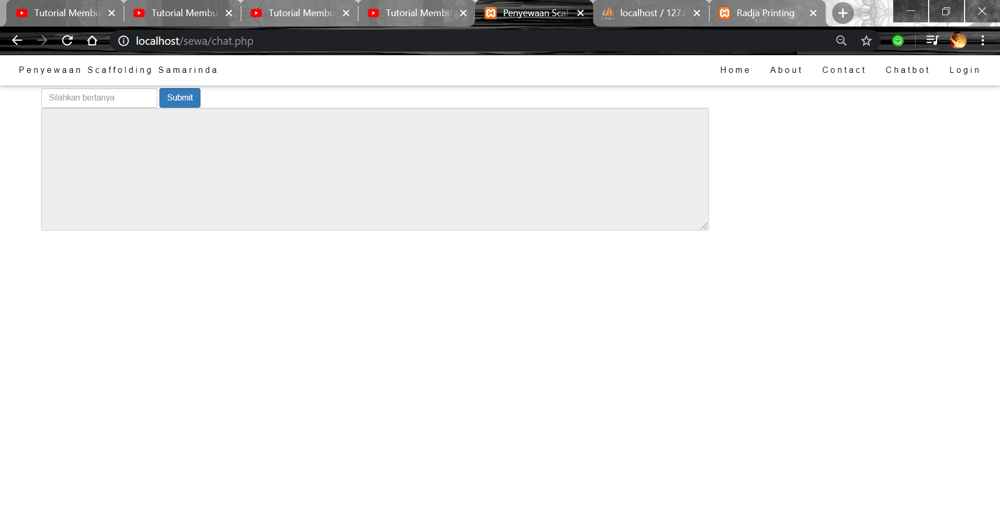 Tutorial Membu Tutorial Membu Tutorial Membu Tutorial Membu Penyewaan Scaf localhost / 127. Radja Printing
localhost/sewa/chat.php
Penyewaan Scaffolding Samarinda Home About Contact Chatbot Login
Silahkan bertanya Submit